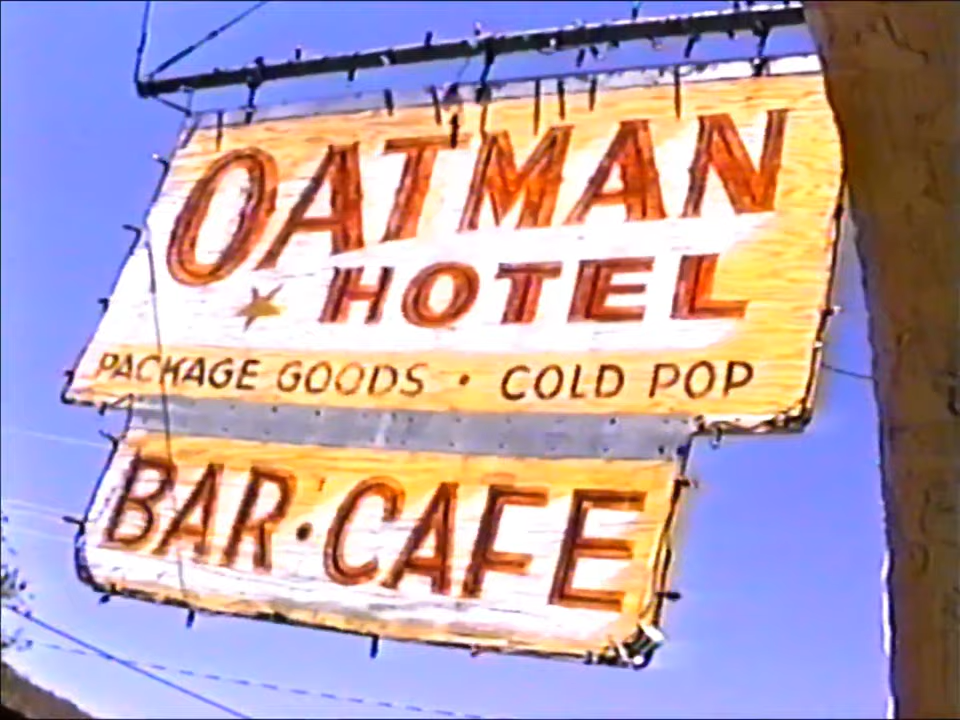 OATMAN
HOTEL
PACKAGE GOODS · COLD POP
BAR · CAFE